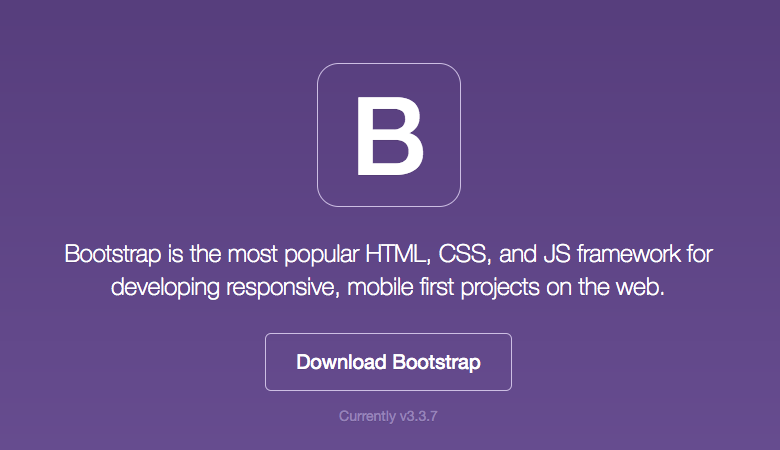 B
Bootstrap is the most popular HTML, CSS, and JS framework for
developing responsive, mobile first projects on the web.
Download Bootstrap
Currently v3.3.7